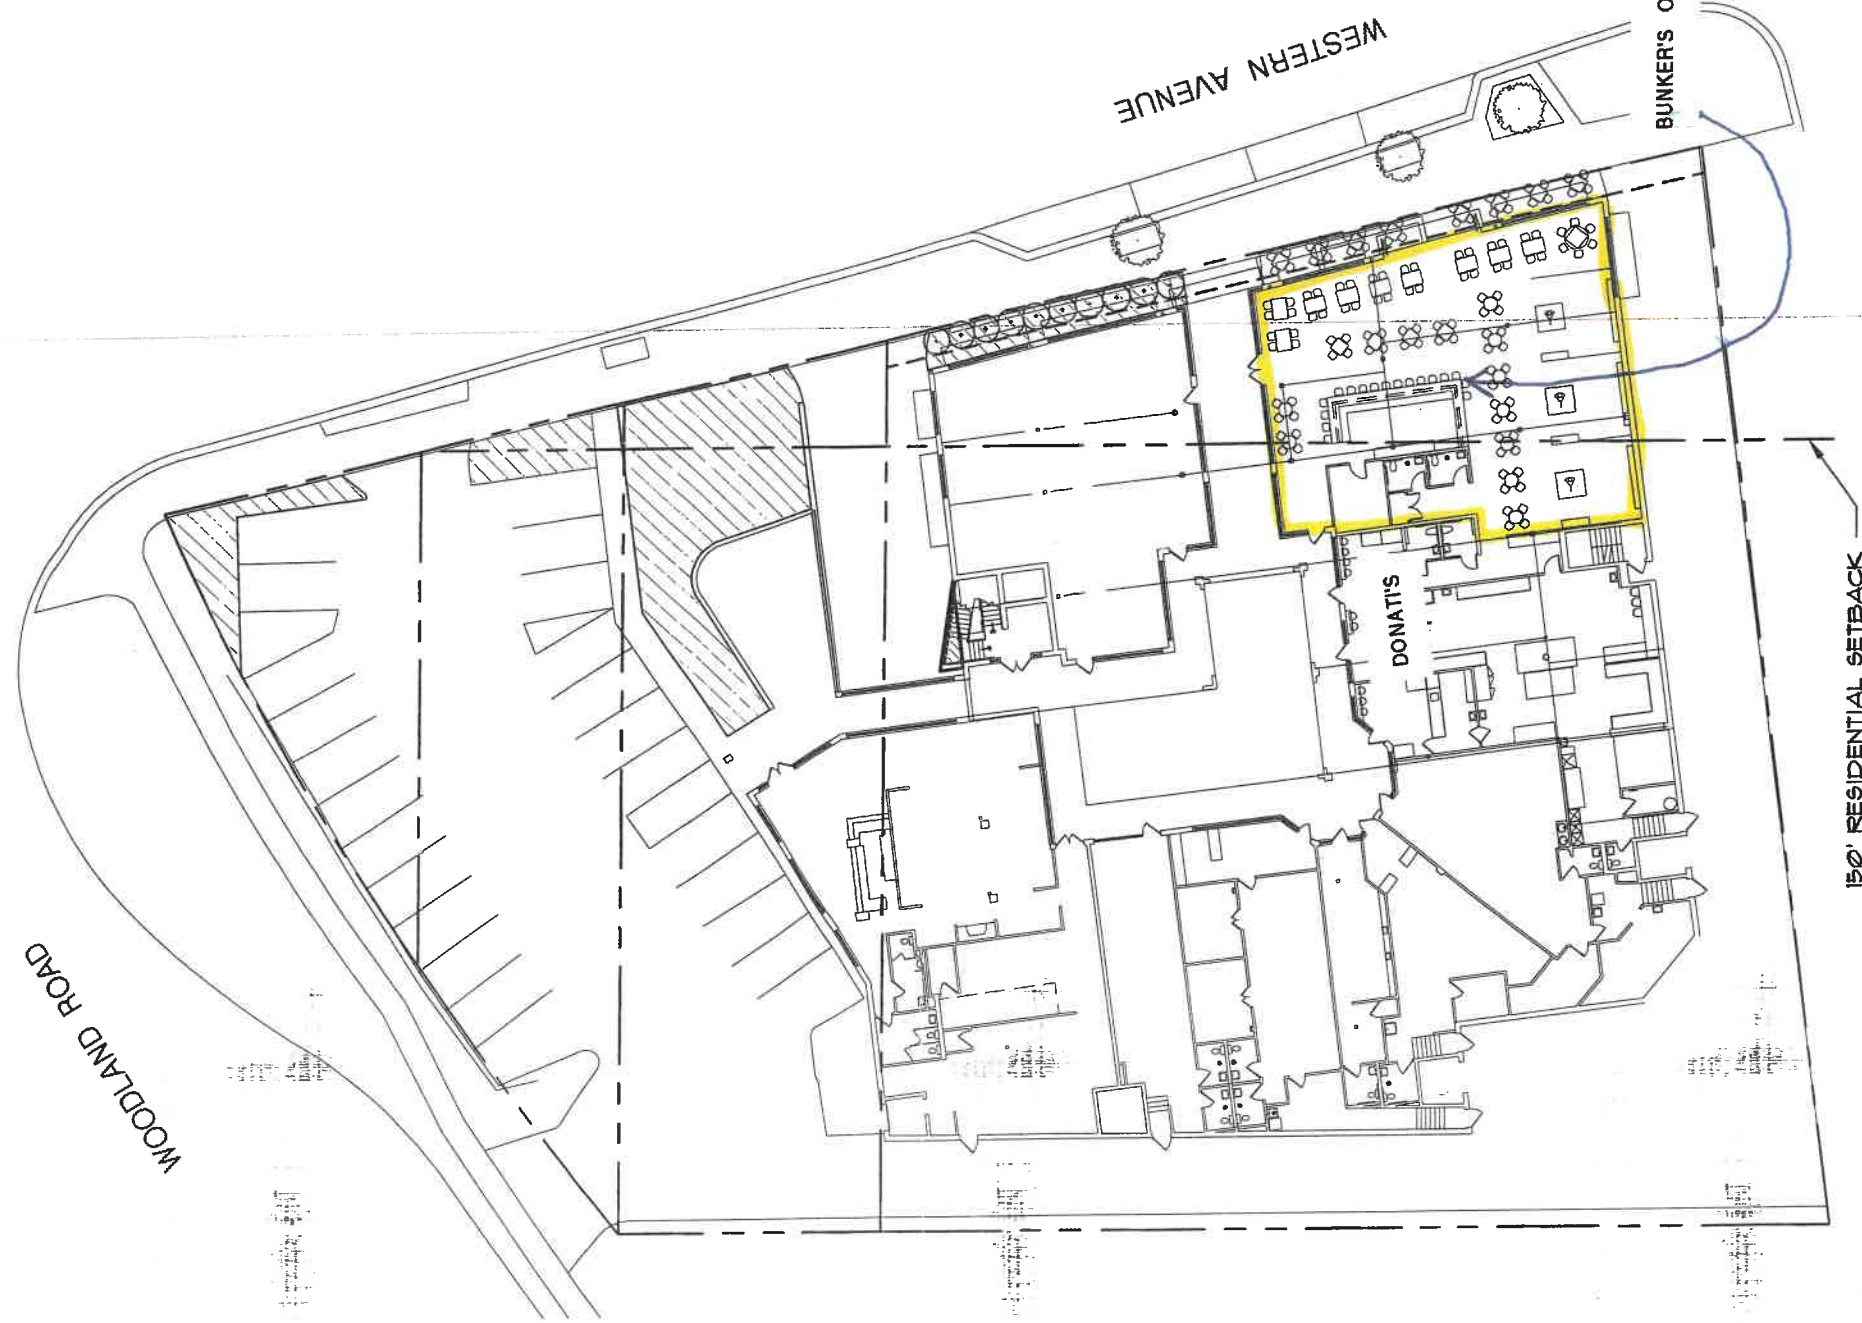 WESTERN AVENUE
BUNKER'S O
WOODLAND ROAD
DONATI'S
150' RESIDENTIAL SETBACK